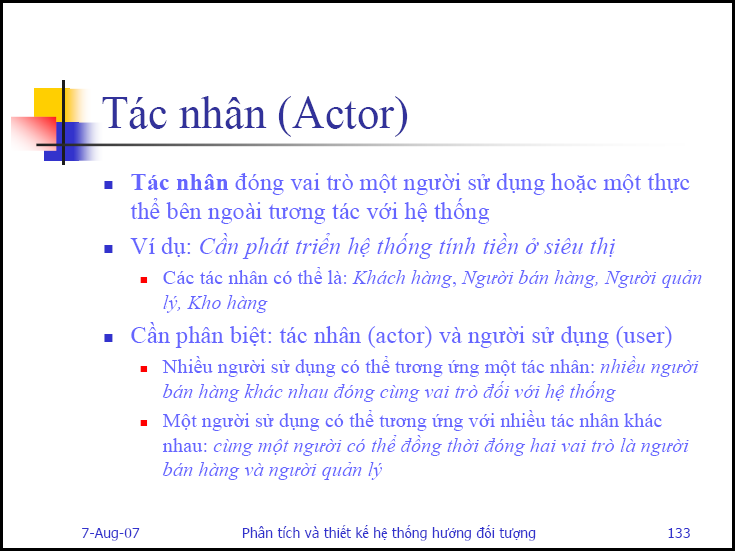 Tác nhân (Actor)
Tác nhân đóng vai trò một người sử dụng hoặc một thực
thể bên ngoài tương tác với hệ thống
Ví dụ: Cần phát triển hệ thống tính tiền ở siêu thị
Các tác nhân có thể là: Khách hàng, Người bán hàng, Người quản
lý, Kho hàng
Cần phân biệt: tác nhân (actor) và người sử dụng (user)
Nhiều người sử dụng có thể tương ứng một tác nhân: nhiều người
bán hàng khác nhau đóng cùng vai trò đối với hệ thống
Một người sử dụng có thể tương ứng với nhiều tác nhân khác
nhau: cùng một người có thể đồng thời đóng hai vai trò là người
bán hàng và người quản lý
7-Aug-07 Phân tích và thiết kế hệ thống hướng đối tượng 133